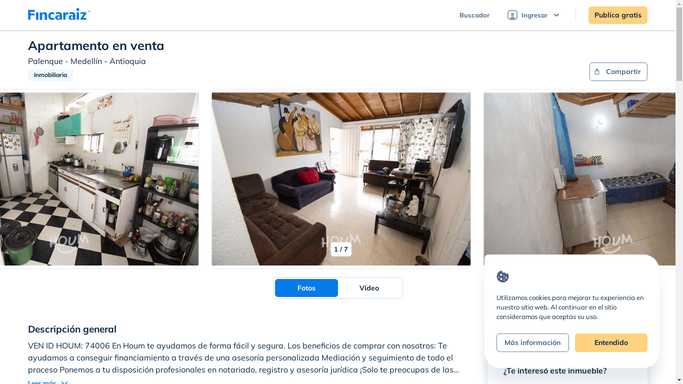 Fincaraiz
Buscador
Ingresar
Publica gratis
Apartamento en venta
Palenque - Medellín - Antioquia
Inmobiliaria
Compartir
HOUM
HOUM
HOUM
1 / 7
Fotos
Video
Descripción general
VEN ID HOUM: 74006 En Houm te ayudamos de forma fácil y segura. Los beneficios de comprar con nosotros: Te
ayudamos a conseguir financiamiento a través de una asesoría personalizada Mediación y seguimiento de todo el
proceso Ponemos a tu disposición profesionales en notariado, registro y asesoría jurídica ¡Solo te preocupas de las...
Leer más
Utilizamos cookies para mejorar tu experiencia en
nuestro sitio web. Al continuar en el sitio
consideramos que aceptas su uso.
Más información
Entendido
¿Te interesó este inmueble?